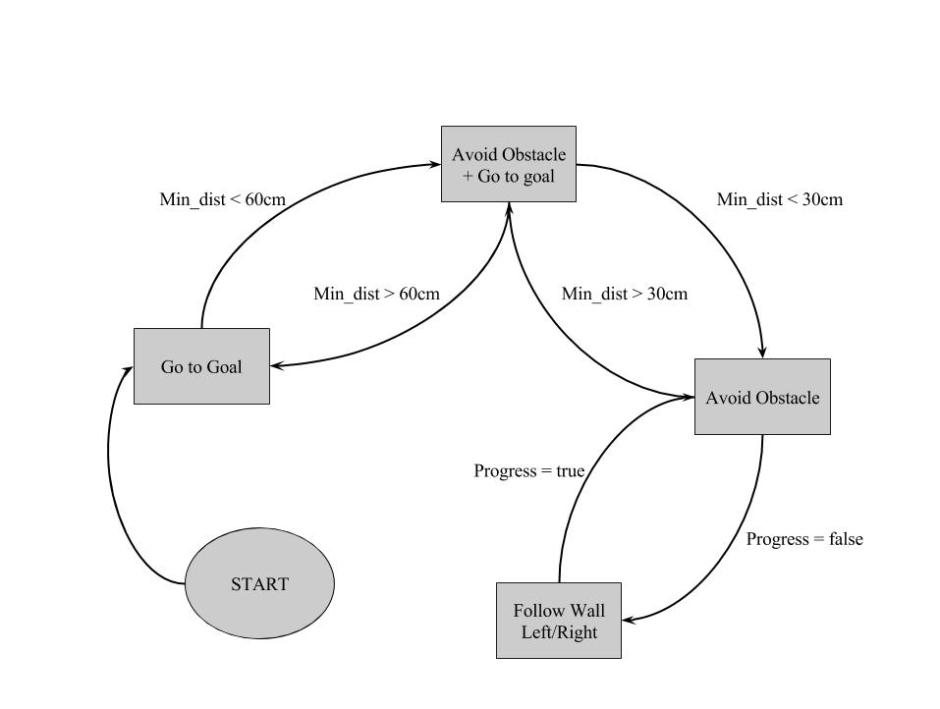 Avoid Obstacle
+ Go to goal
Min_dist < 60cm
Min_dist < 30cm
Min_dist > 60cm
Min_dist > 30cm
Go to Goal
Avoid Obstacle
Progress = true
Progress = false
START
Follow Wall
Left/Right